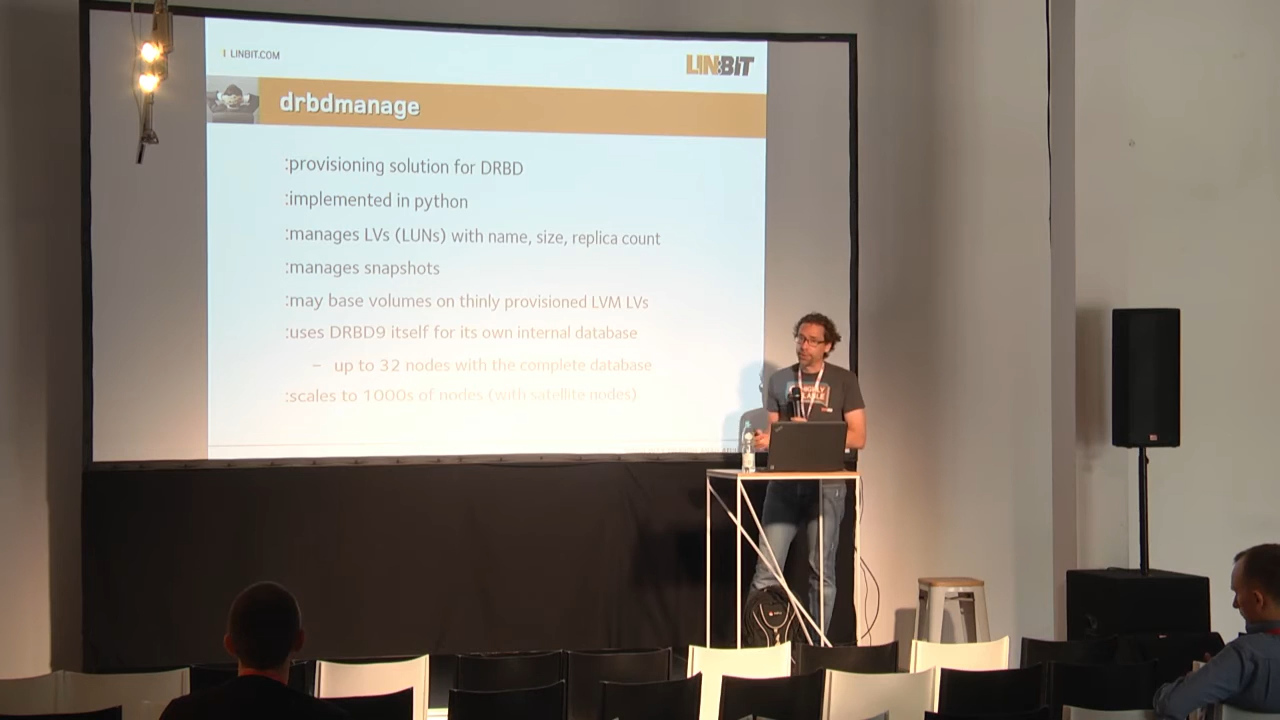 LINBIT.COM
LINBIT
drbdmanage
:provisioning solution for DRBD
:implemented in python
:manages LVs (LUNs) with name, size, replica count
:manages snapshots
:may base volumes on thinly provisioned LVM LVs
:uses DRBD9 itself for its own internal database
– up to 32 nodes with the complete database
:scales to 1000s of nodes (with satellite nodes)